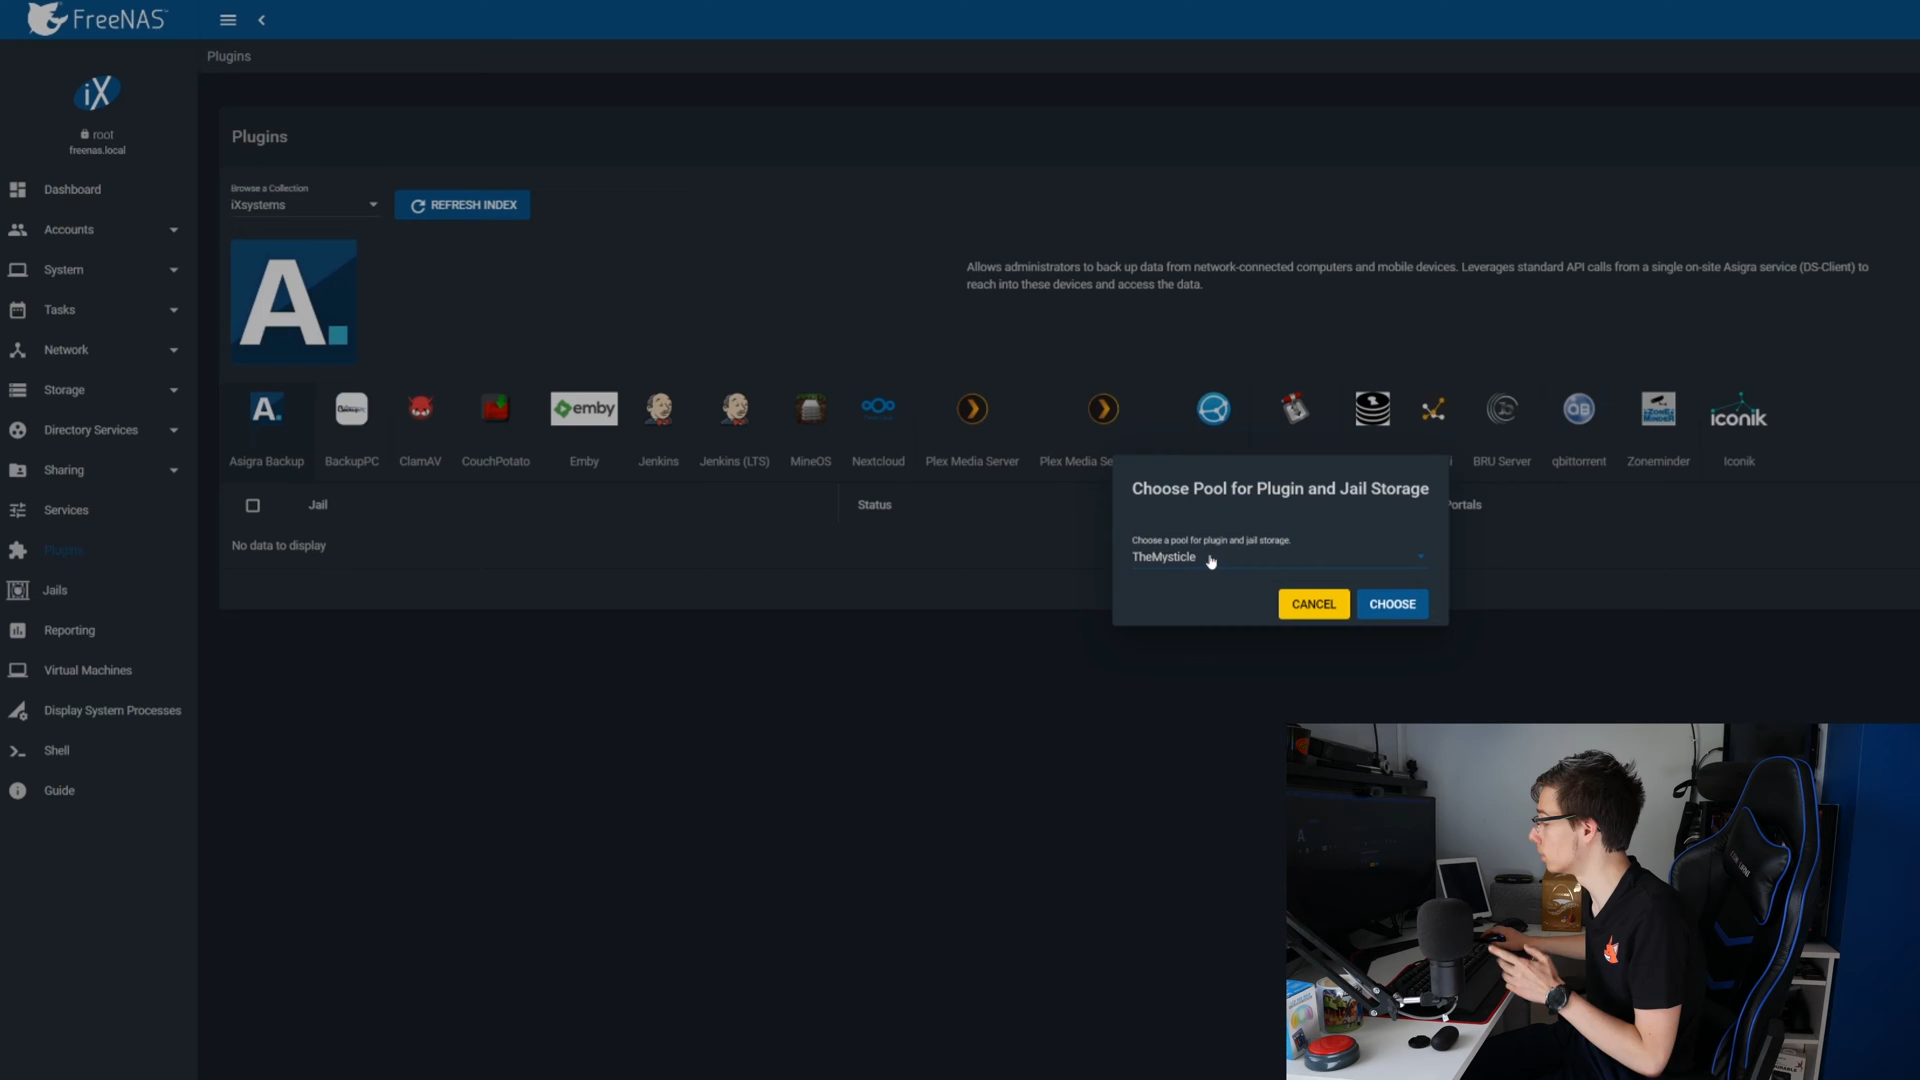 FreeNAS
Plugins
iX
root
freenas.local
Dashboard
Accounts
System
Tasks
Network
Storage
Directory Services
Sharing
Services
Plugins
Jails
Reporting
Virtual Machines
Display System Processes
Shell
Guide
Plugins
Browse a Collection
iXsystems
REFRESH INDEX
A.
Allows administrators to back up data from network-connected computers and mobile devices. Leverages standard API calls from a single on-site Asigra service (DS-Client) to
reach into these devices and access the data.
A.
emby
iconik
Asigra Backup
BackupPC
ClamAV
CouchPotato
Emby
Jenkins
Jenkins (LTS)
MineOS
Nextcloud
Plex Media Server
Plex Media Se
BRU Server
qbittorrent
Zoneminder
Iconik
Jail
Status
Portals
No data to display
Choose Pool for Plugin and Jail Storage
Choose a pool for plugin and jail storage.
TheMysticle
CANCEL
CHOOSE